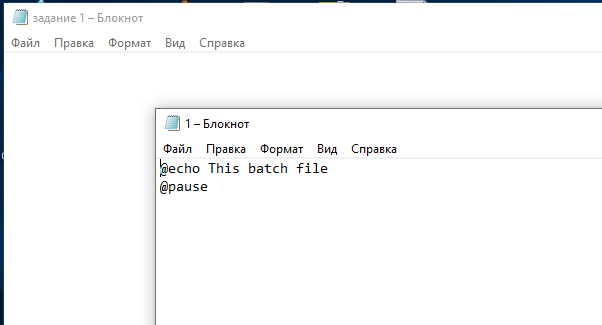 задание 1 – Блокнот
Файл Правка Формат Вид Справка
1 – Блокнот
Файл Правка Формат Вид Справка
@echo This batch file
@pause